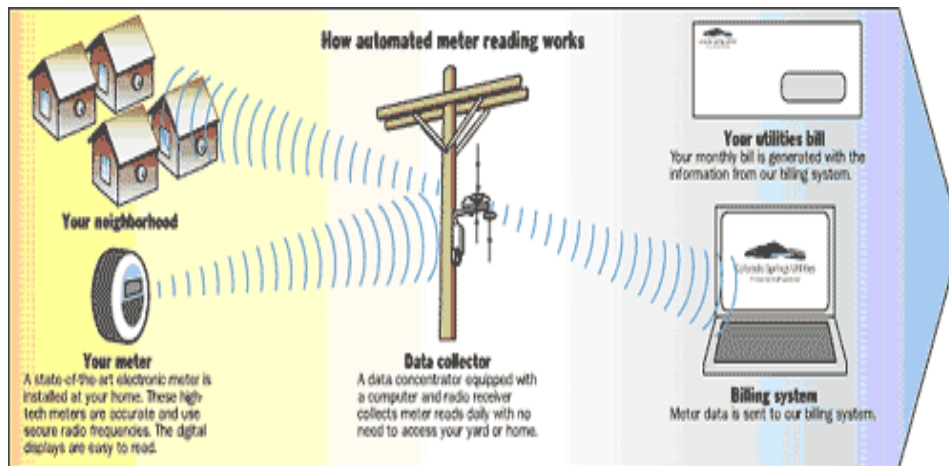 How automated meter reading works
Your neighborhood
Your meter
A state-of-the-art electronic meter is
installed at your home. These high-
tech meters are accurate and use
secure radio frequencies. The digital
displays are easy to read.
Data collector
A data concentrator equipped with
a computer and radio receiver
collects meter reads daily with no
need to access your yard or home.
Your utilities bill
Your monthly bill is generated with the
information from our billing system.
Colorado Springs Utilities
Billing system
Meter data is sent to our billing system.